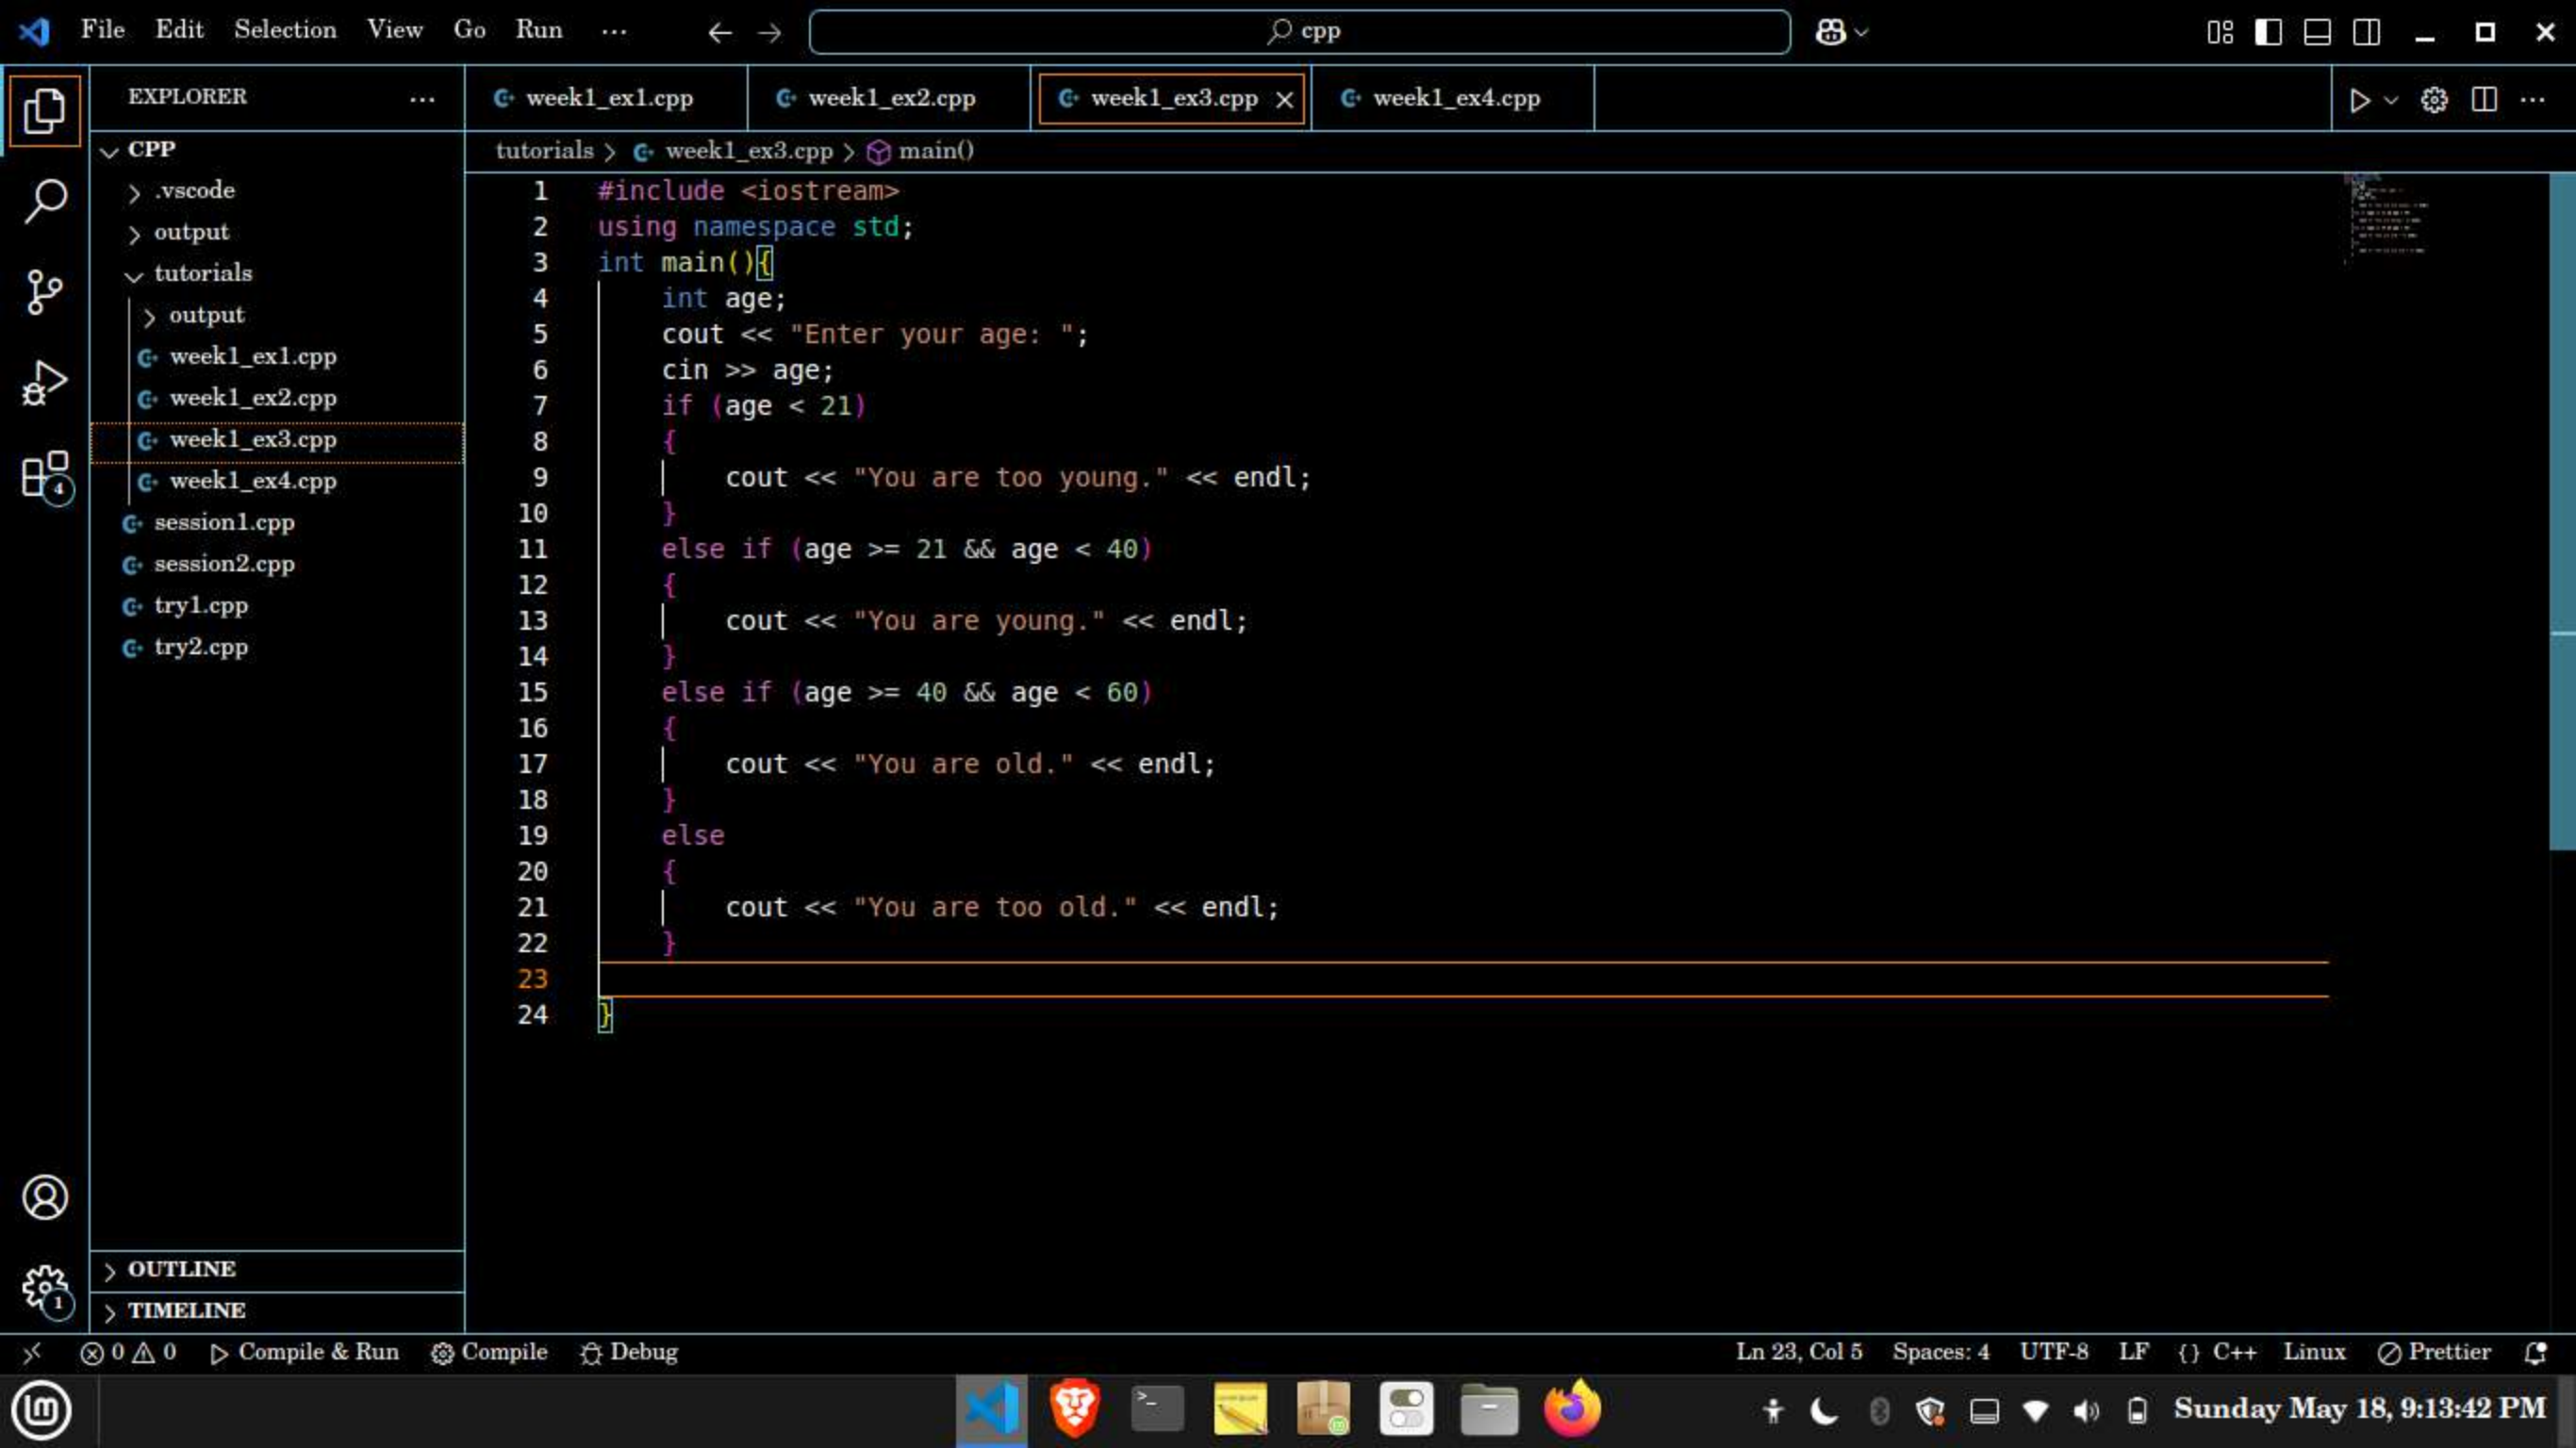 File Edit Selection View Go Run ... cpp
EXPLORER ...
week1_ex1.cpp week1_ex2.cpp week1_ex3.cpp week1_ex4.cpp
tutorials > week1_ex3.cpp > main()
CPP
.vscode
output
tutorials
output
week1_ex1.cpp
week1_ex2.cpp
week1_ex3.cpp
week1_ex4.cpp
session1.cpp
session2.cpp
try1.cpp
try2.cpp
4
1 #include <iostream>
2 using namespace std;
3 int main(){
4     int age;
5     cout << "Enter your age: ";
6     cin >> age;
7     if (age < 21)
8     {
9         cout << "You are too young." << endl;
10     }
11     else if (age >= 21 && age < 40)
12     {
13         cout << "You are young." << endl;
14     }
15     else if (age >= 40 && age < 60)
16     {
17         cout << "You are old." << endl;
18     }
19     else
20     {
21         cout << "You are too old." << endl;
22     }
23
24 }
OUTLINE
1
TIMELINE
0 0 Compile & Run Compile Debug Ln 23, Col 5 Spaces: 4 UTF-8 LF {} C++ Linux Prettier
Sunday May 18, 9:13:42 PM